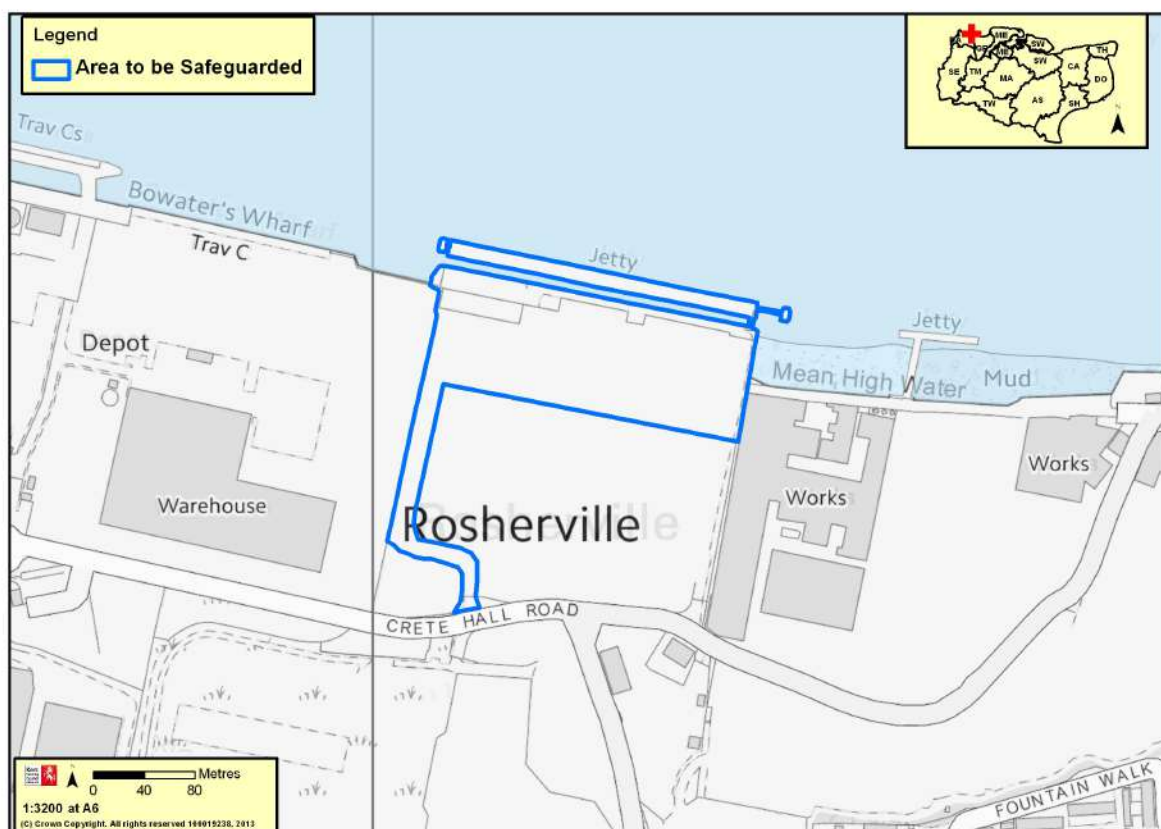 Legend
Area to be Safeguarded
Trav Cs
Bowater's Wharf
Trav C
Jetty
Jetty
Mean High Water
Mud
Depot
Warehouse
Rosherville
Works
Works
CRETE HALL ROAD
FOUNTAIN WALK
ME
SW
ME
SW
TH
SE
TM
MA
CA
DO
TW
AS
SH
Metres
0 40 80
1:3200 at A6
(C) Crown Copyright. All rights reserved 100019238, 2013